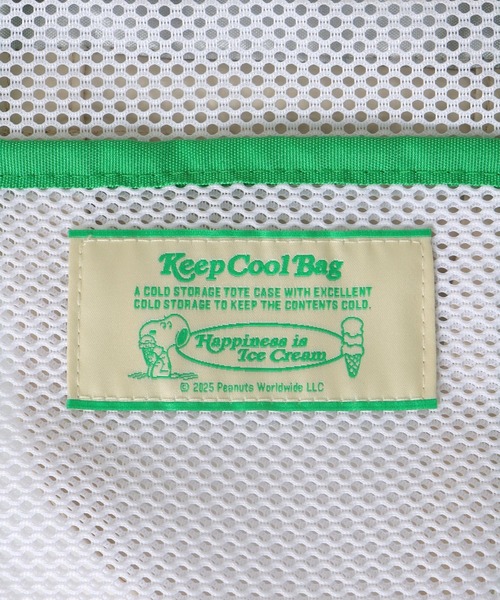 Keep Cool Bag
A COLD STORAGE TOTE CASE WITH EXCELLENT
COLD STORAGE TO KEEP THE CONTENTS COLD.
Happiness is
Ice Cream
© 2025 Peanuts Worldwide LLC